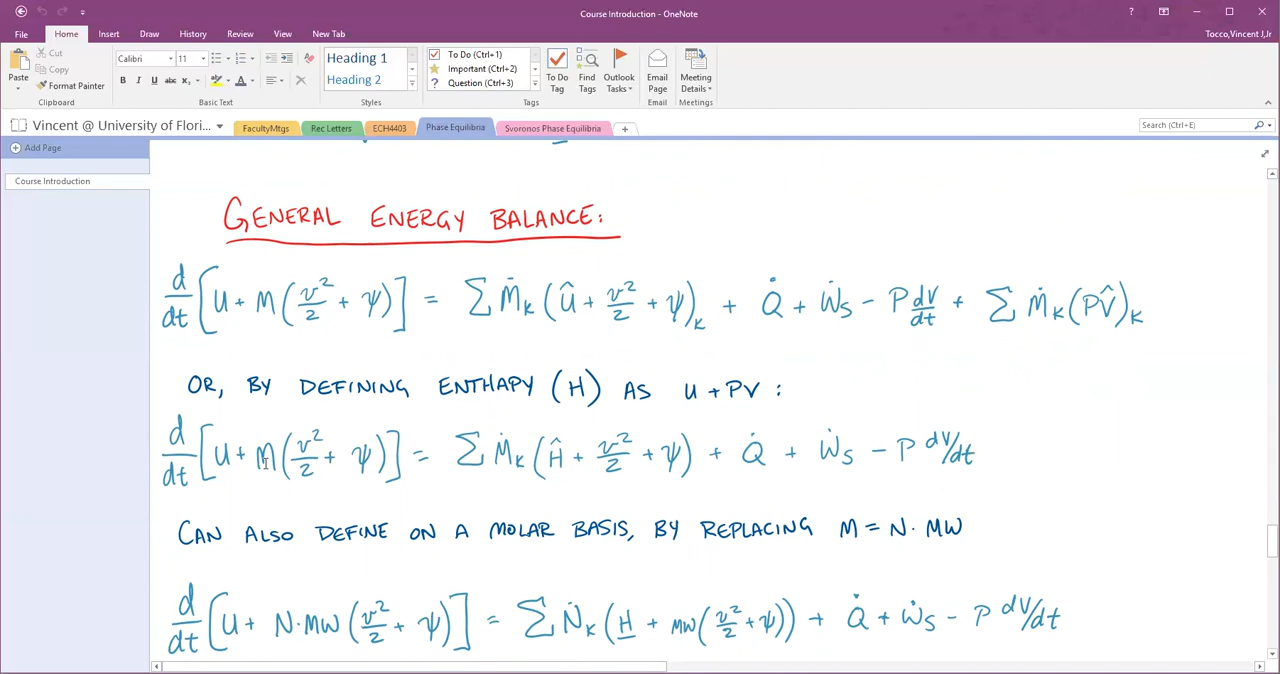 Course Introduction - OneNote
?
File Home Insert Draw History Review View New Tab
Tocco,Vincent J,Jr
Paste
Cut
Copy
Format Painter
Clipboard
Calibri 11
B I U abc X₂
A
Basic Text
Heading 1
Heading 2
Styles
To Do (Ctrl+1)
Important (Ctrl+2)
? Question (Ctrl+3)
To Do Tag
Find Tags
Outlook Tasks
Tags
Email Page
Email
Meeting Details
Meetings
Vincent @ University of Flori... FacultyMtgs Rec Letters ECH4403 Phase Equilibria Svoronos Phase Equilibria +
Search (Ctrl+E)
Add Page
Course Introduction
GENERAL ENERGY BALANCE:
d/dt [U + M(v²/2 + ψ)] = Σ Ṁₖ(Û + v²/2 + ψ)ₖ + Q̇ + Ẇs − P dV/dt + Σ Ṁₖ(PV̂)ₖ
OR, BY DEFINING ENTHAPY (H) AS U + PV :
d/dt [U + M(v²/2 + ψ)] = Σ Ṁₖ(Ĥ + v²/2 + ψ) + Q̇ + Ẇs − P dV/dt
CAN ALSO DEFINE ON A MOLAR BASIS, BY REPLACING M = N · MW
d/dt [U + N·MW(v²/2 + ψ)] = Σ Ṅₖ(H̲ + MW(v²/2 + ψ)) + Q̇ + Ẇs − P dV/dt